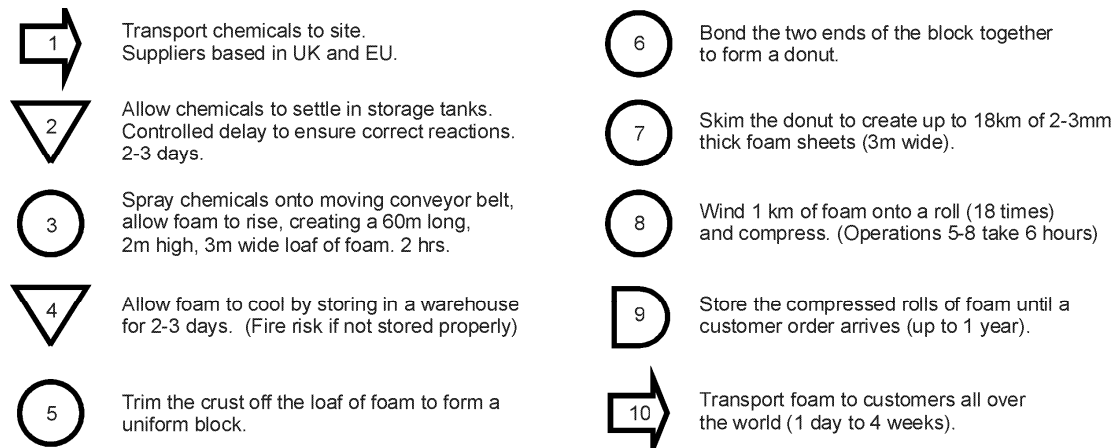 1
Transport chemicals to site.
Suppliers based in UK and EU.
2
Allow chemicals to settle in storage tanks.
Controlled delay to ensure correct reactions.
2-3 days.
3
Spray chemicals onto moving conveyor belt,
allow foam to rise, creating a 60m long,
2m high, 3m wide loaf of foam. 2 hrs.
4
Allow foam to cool by storing in a warehouse
for 2-3 days. (Fire risk if not stored properly)
5
Trim the crust off the loaf of foam to form a
uniform block.
6
Bond the two ends of the block together
to form a donut.
7
Skim the donut to create up to 18km of 2-3mm
thick foam sheets (3m wide).
8
Wind 1 km of foam onto a roll (18 times)
and compress. (Operations 5-8 take 6 hours)
9
Store the compressed rolls of foam until a
customer order arrives (up to 1 year).
10
Transport foam to customers all over
the world (1 day to 4 weeks).